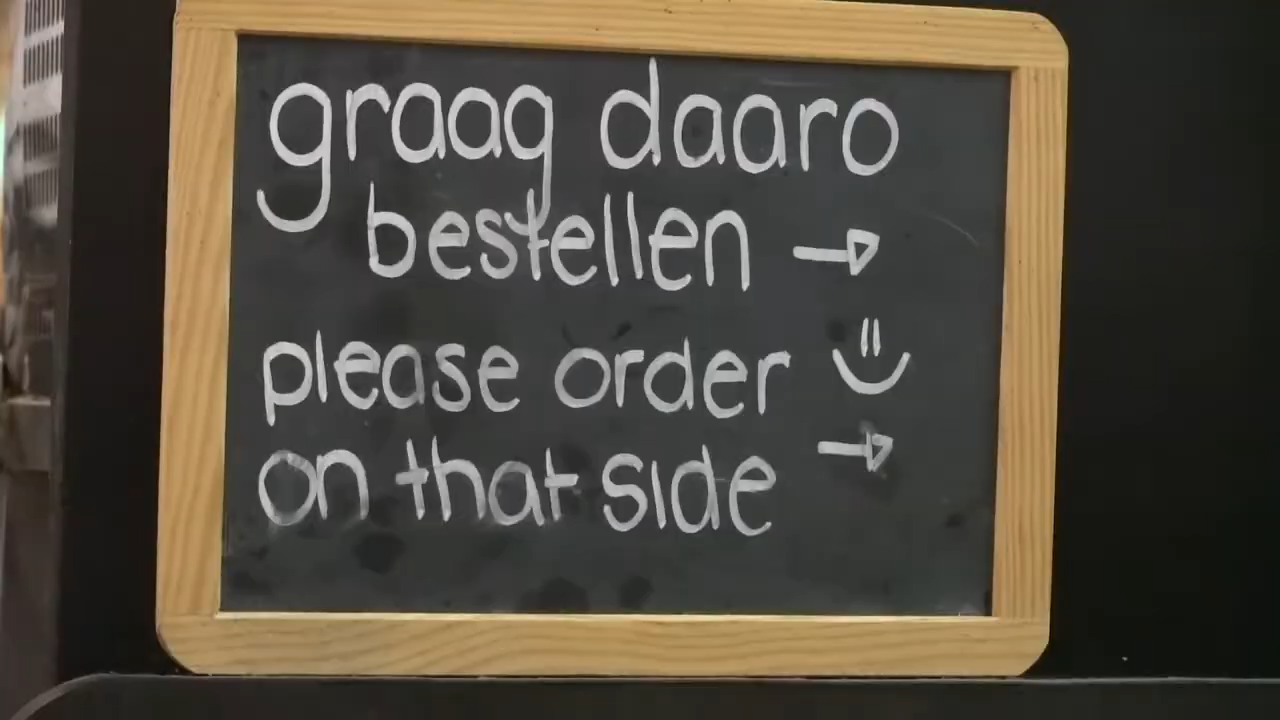 graag daaro
bestellen →
please order
on that side →